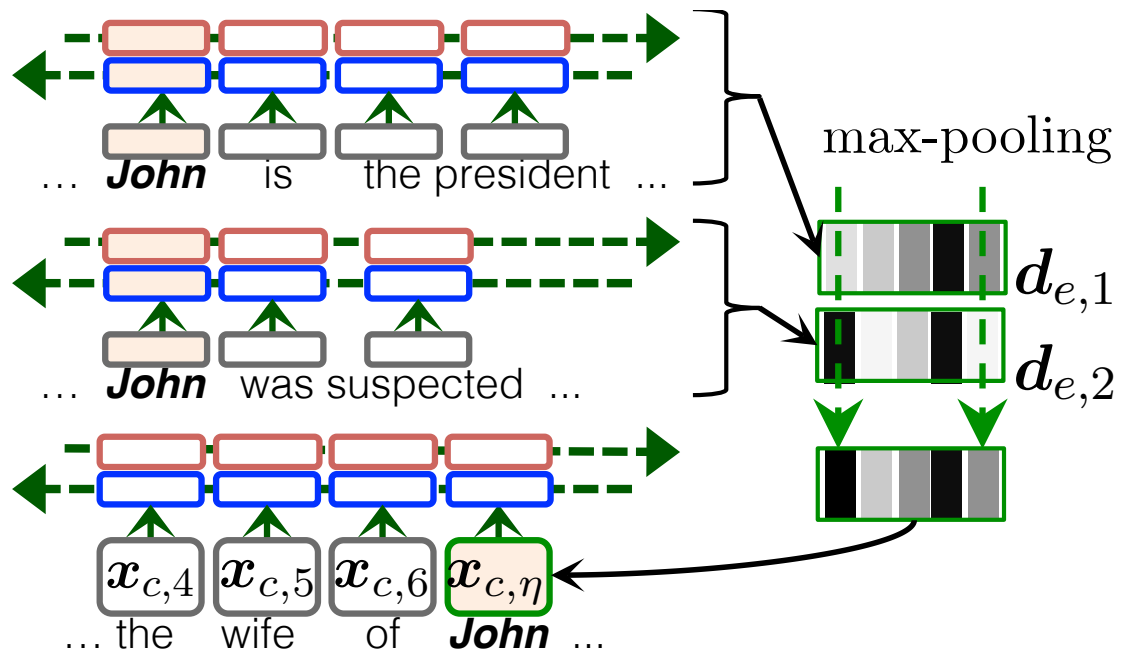 ... John is the president ...
max-pooling
d_{e,1}
... John was suspected ...
d_{e,2}
x_{c,4} x_{c,5} x_{c,6} x_{c,η}
... the wife of John ...